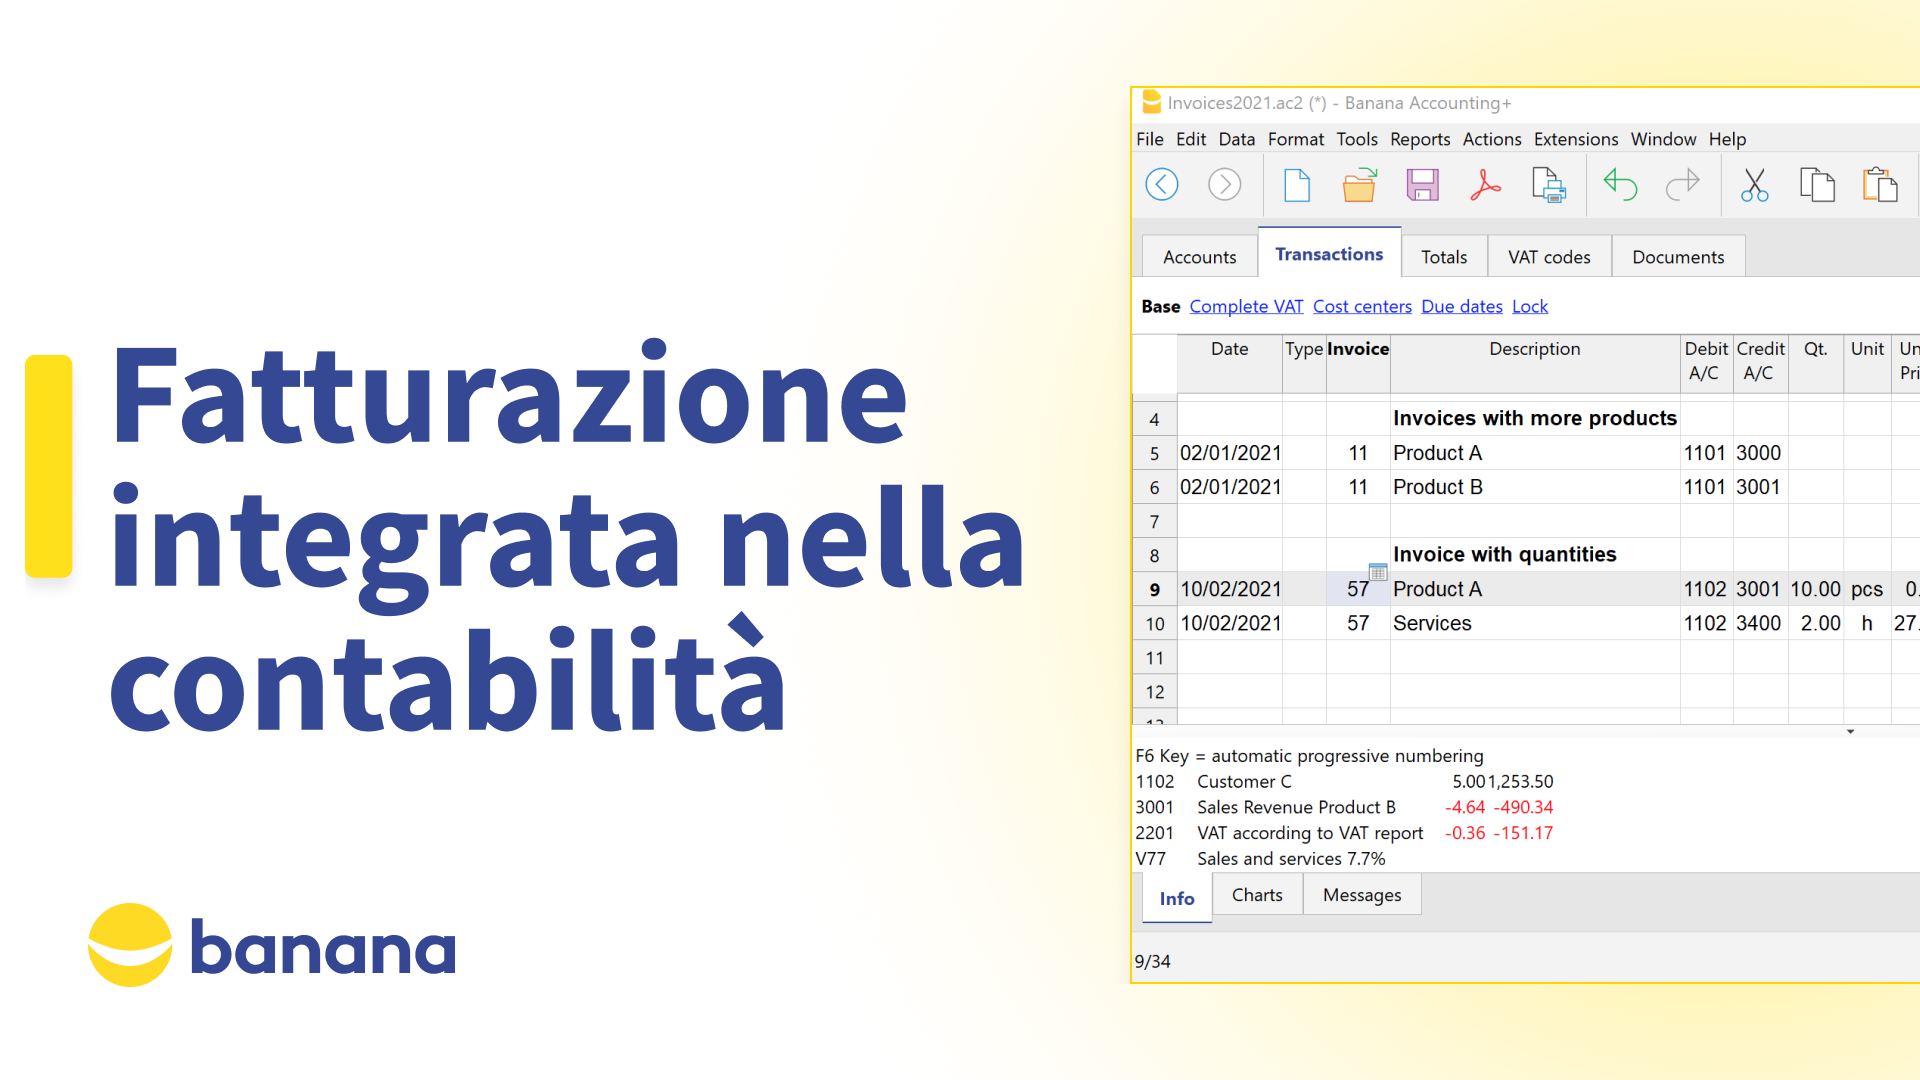 Fatturazione
integrata nella
contabilità
banana
Invoices2021.ac2 (*) - Banana Accounting+
File Edit Data Format Tools Reports Actions Extensions Window Help
Accounts Transactions Totals VAT codes Documents
Base Complete VAT Cost centers Due dates Lock
Date Type Invoice Description Debit A/C Credit A/C Qt. Unit
4 Invoices with more products
5 02/01/2021 11 Product A 1101 3000
6 02/01/2021 11 Product B 1101 3001
7
8 Invoice with quantities
9 10/02/2021 57 Product A 1102 3001 10.00 pcs 0.
10 10/02/2021 57 Services 1102 3400 2.00 h 27.
11
12
F6 Key = automatic progressive numbering
1102 Customer C 5.00 1,253.50
3001 Sales Revenue Product B -4.64 -490.34
2201 VAT according to VAT report -0.36 -151.17
V77 Sales and services 7.7%
Info Charts Messages
9/34